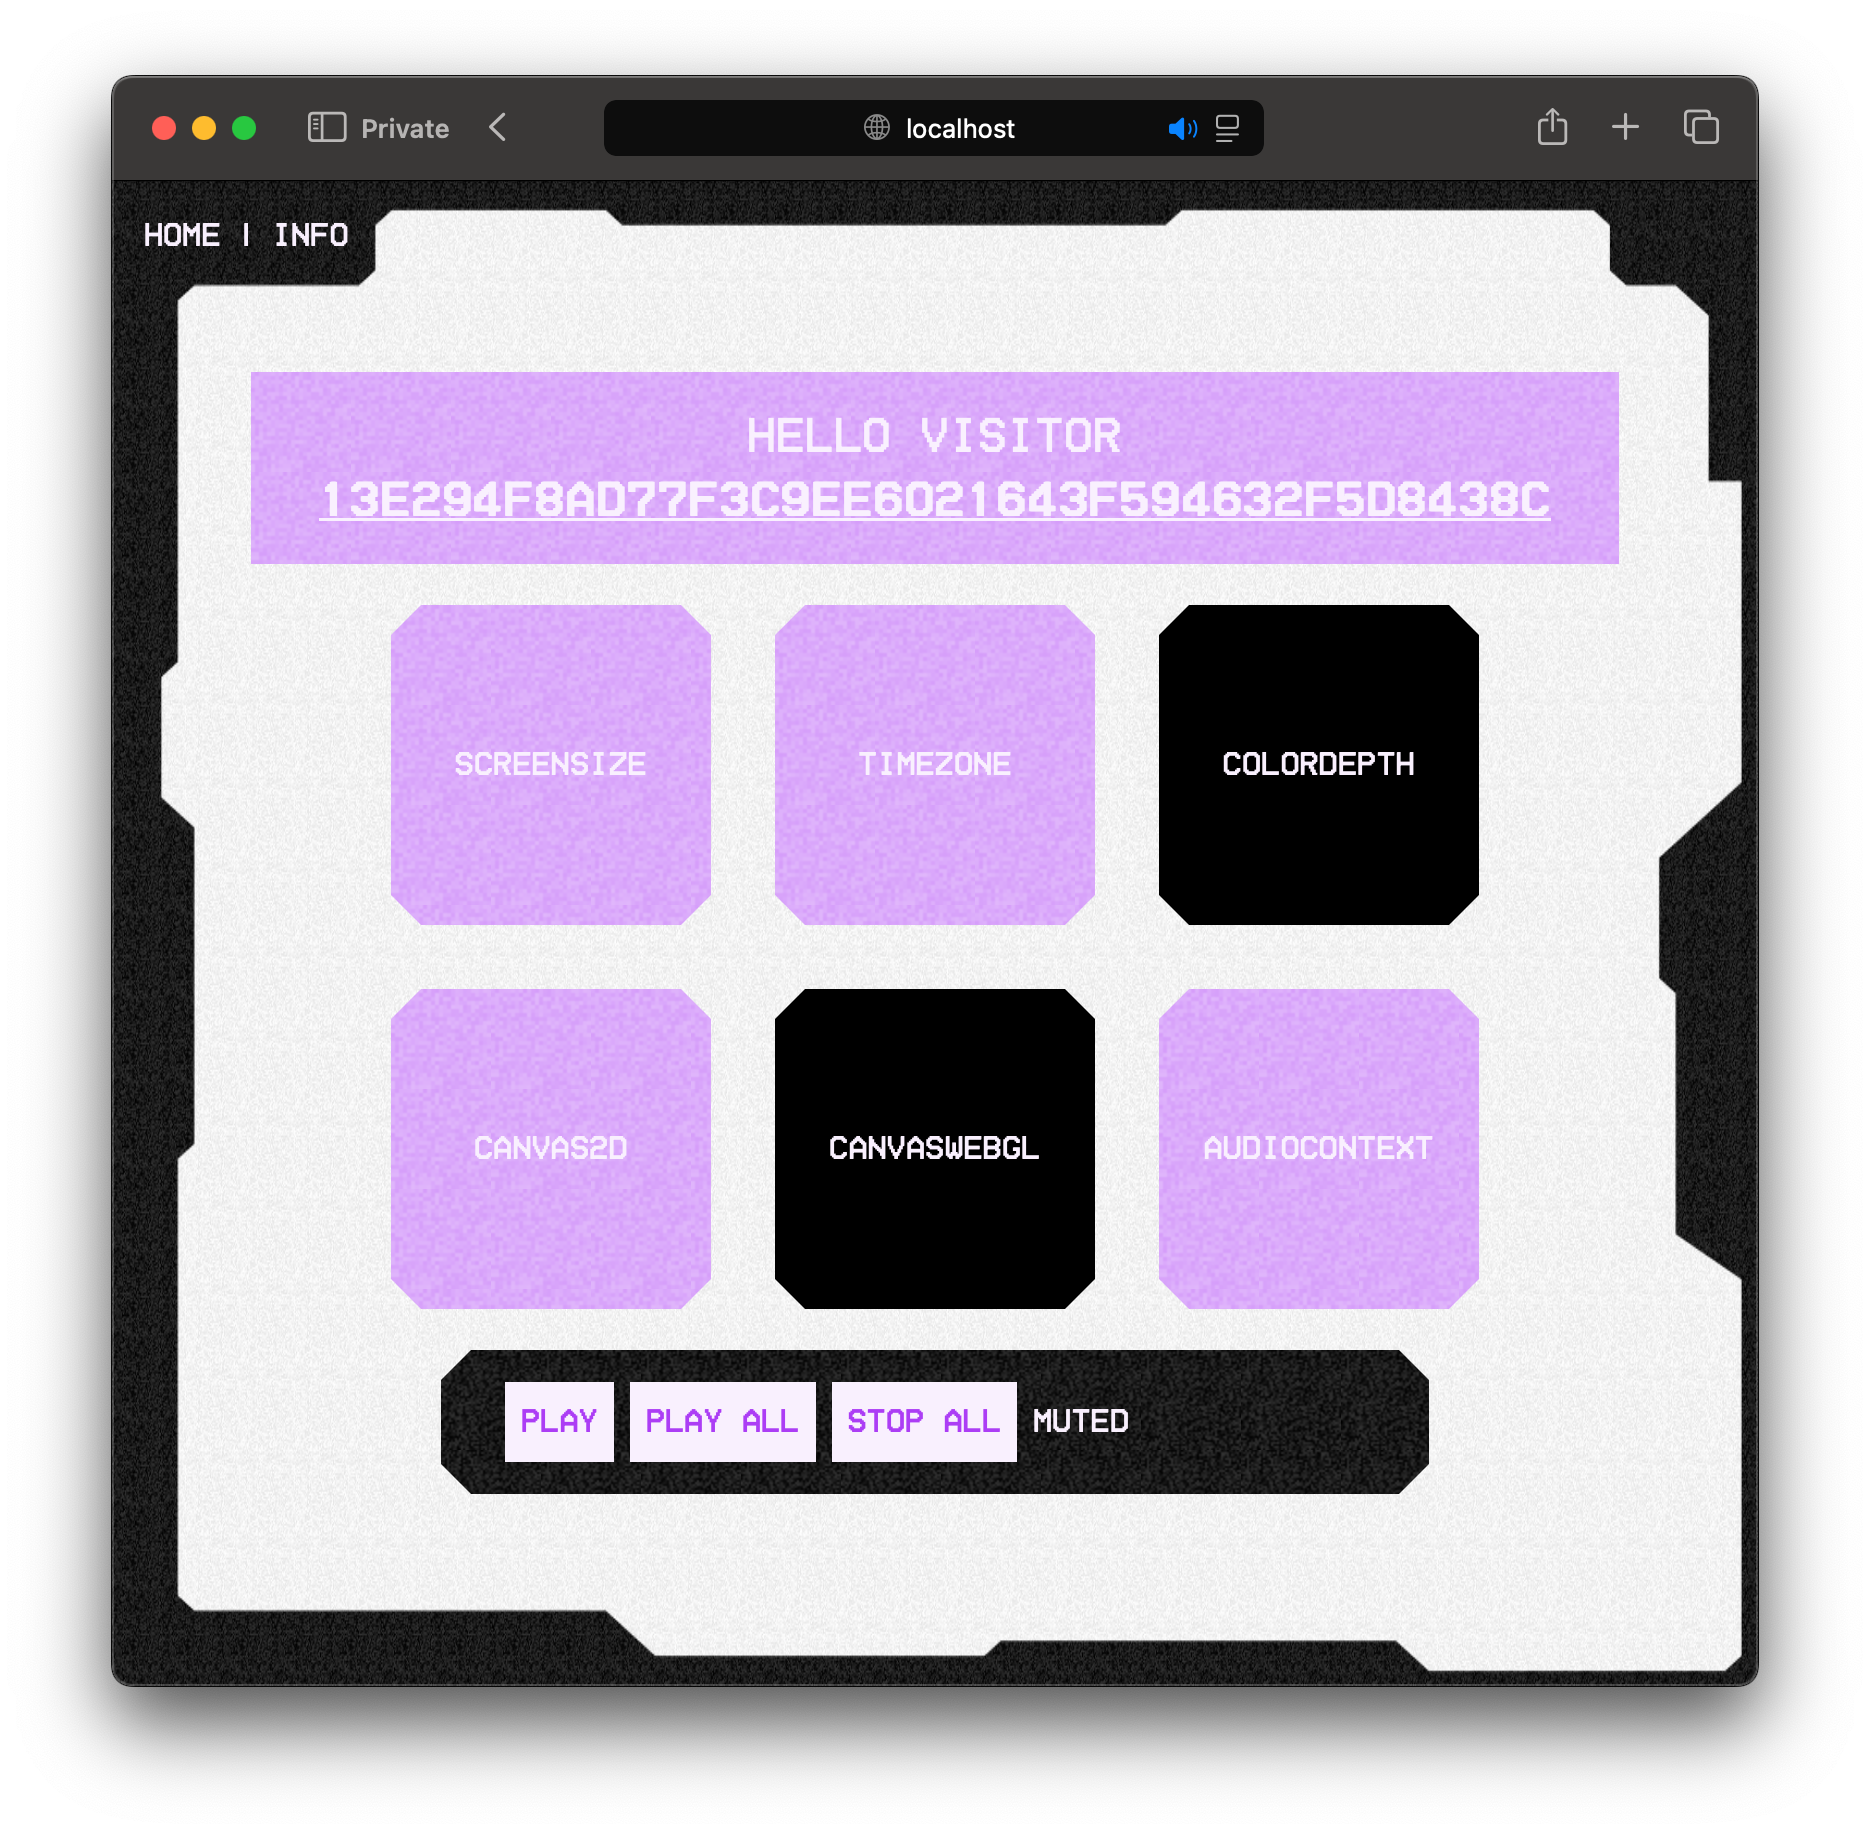 Private
localhost
HOME | INFO
HELLO VISITOR
13E294F8AD77F3C9EE6021643F594632F5D8438C
SCREENSIZE
TIMEZONE
COLORDEPTH
CANVAS2D
CANVASWEBGL
AUDIOCONTEXT
PLAY PLAY ALL STOP ALL MUTED